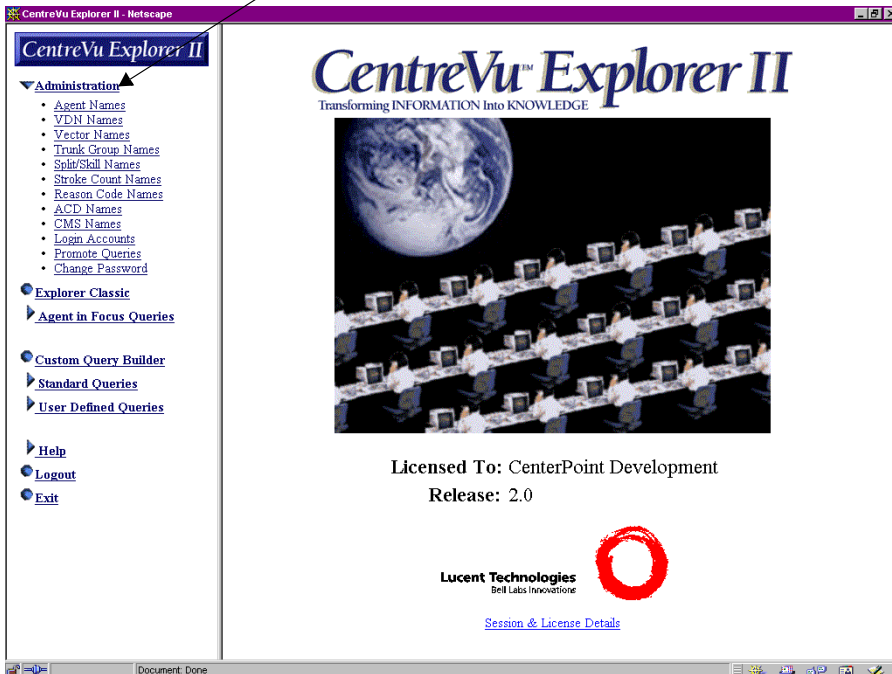 CentreVu Explorer II - Netscape
CentreVu Explorer II
Administration
• Agent Names
• VDN Names
• Vector Names
• Trunk Group Names
• Split/Skill Names
• Stroke Count Names
• Reason Code Names
• ACD Names
• CMS Names
• Login Accounts
• Promote Queries
• Change Password
Explorer Classic
Agent in Focus Queries
Custom Query Builder
Standard Queries
User Defined Queries
Help
Logout
Exit
CentreVu™ Explorer II
Transforming INFORMATION Into KNOWLEDGE
Licensed To: CenterPoint Development
Release: 2.0
Lucent Technologies
Bell Labs Innovations
Session & License Details
Document: Done